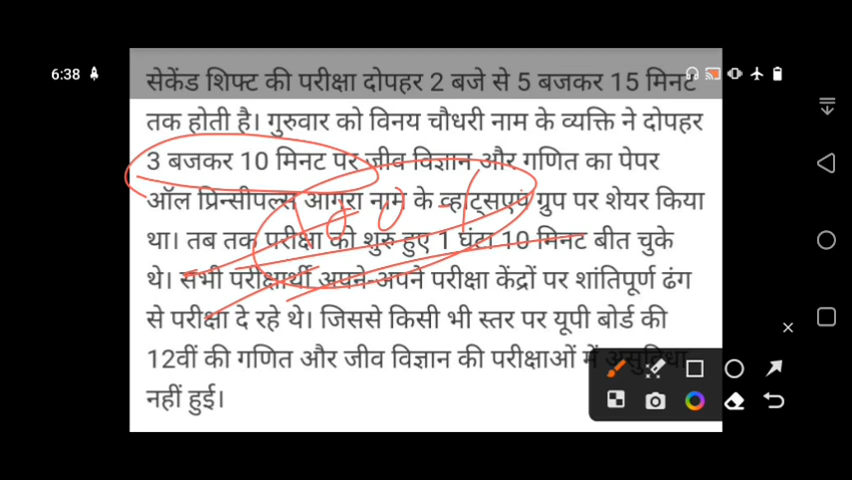 6:38
सेकेंड शिफ्ट की परीक्षा दोपहर 2 बजे से 5 बजकर 15 मिनट
तक होती है। गुरुवार को विनय चौधरी नाम के व्यक्ति ने दोपहर
3 बजकर 10 मिनट पर जीव विज्ञान और गणित का पेपर
ऑल प्रिन्सीपल्स आगरा नाम के व्हाट्सएप ग्रुप पर शेयर किया
था। तब तक परीक्षा को शुरु हुए 1 घंटा 10 मिनट बीत चुके
थे। सभी परीक्षार्थी अपने-अपने परीक्षा केंद्रों पर शांतिपूर्ण ढंग
से परीक्षा दे रहे थे। जिससे किसी भी स्तर पर यूपी बोर्ड की
12वीं की गणित और जीव विज्ञान की परीक्षाओं में असुविधा
नहीं हुई।